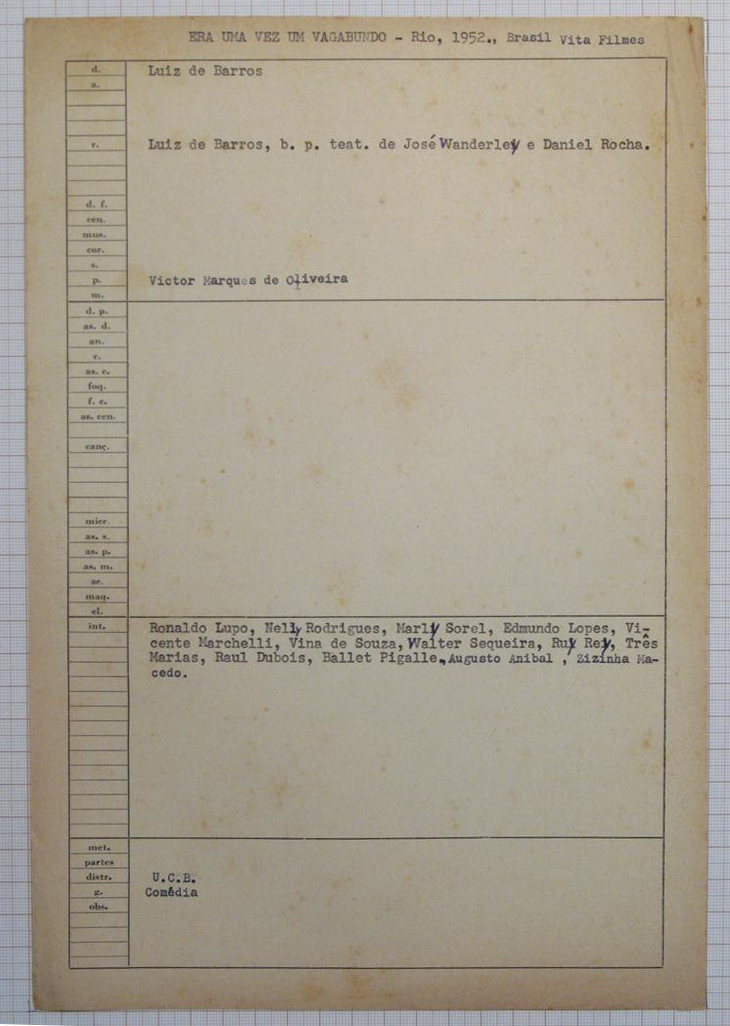 ERA UMA VEZ UM VAGABUNDO - Rio, 1952., Brasil Vita Filmes
d. Luiz de Barros
a.
r. Luiz de Barros, b. p. teat. de José Wanderley e Daniel Rocha.
d. f.
cen.
mus.
cor.
s.
p. Victor Marques de Oliveira
m.
d. p.
as. d.
an.
c.
as. c.
foq.
f. c.
as. cen.
canç.
micr.
as. s.
as. p.
as. m.
ac.
maq.
el.
int. Ronaldo Lupo, Nelly Rodrigues, Marly Sorel, Edmundo Lopes, Vi-
cente Marchelli, Vina de Souza, Walter Sequeira, Ruy Rey, Três
Marias, Raul Dubois, Ballet Pigalle, Augusto Anibal , Zizinha Ma-
cedo.
met.
partes
distr. U.C.B.
g. Comédia
obs.